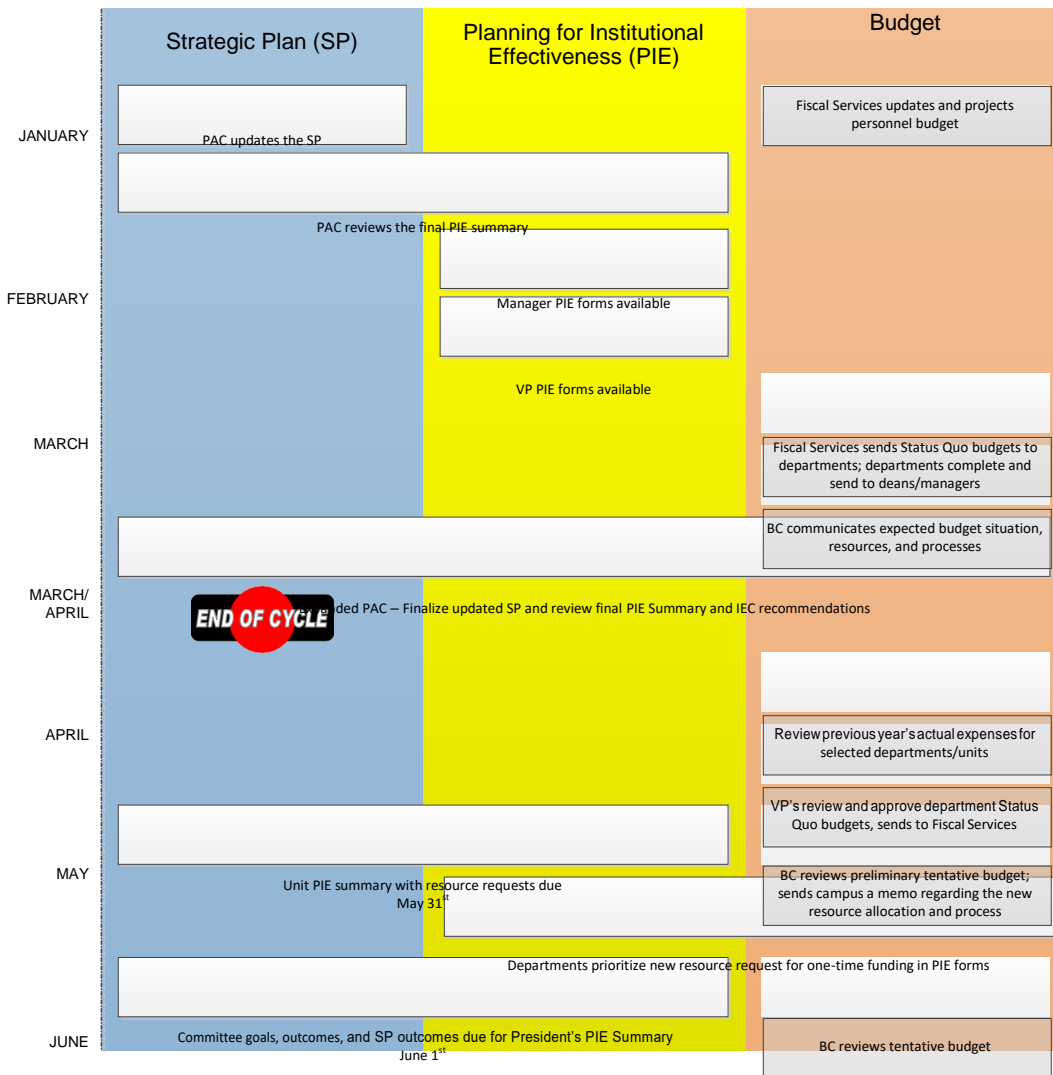 Strategic Plan (SP)
Planning for Institutional
Effectiveness (PIE)
Budget
JANUARY
PAC updates the SP
Fiscal Services updates and projects
personnel budget
PAC reviews the final PIE summary
FEBRUARY
Manager PIE forms available
VP PIE forms available
MARCH
Fiscal Services sends Status Quo budgets to
departments; departments complete and
send to deans/managers
BC communicates expected budget situation,
resources, and processes
MARCH/
APRIL
END OF CYCLE
PAC – Finalize updated SP and review final PIE Summary and IEC recommendations
APRIL
Review previous year's actual expenses for
selected departments/units
VP's review and approve department Status
Quo budgets, sends to Fiscal Services
MAY
Unit PIE summary with resource requests due
May 31st
BC reviews preliminary tentative budget;
sends campus a memo regarding the new
resource allocation and process
Departments prioritize new resource request for one-time funding in PIE forms
JUNE
Committee goals, outcomes, and SP outcomes due for President's PIE Summary
June 1st
BC reviews tentative budget